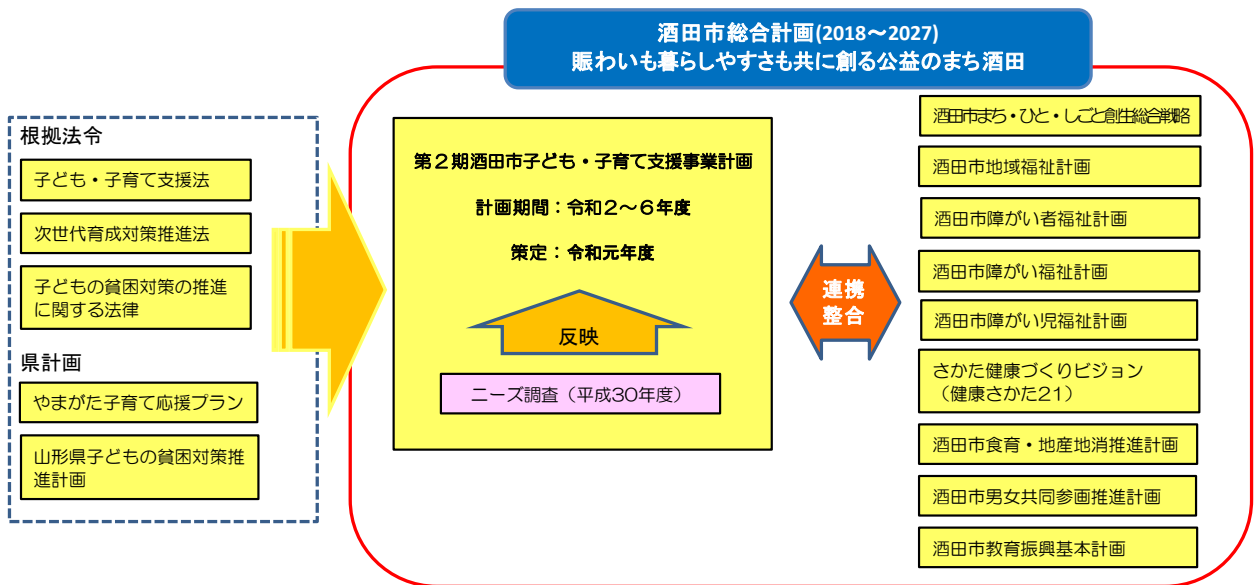 酒田市総合計画(2018～2027)
賑わいも暮らしやすさも共に創る公益のまち酒田
根拠法令
子ども・子育て支援法
次世代育成対策推進法
子どもの貧困対策の推進
に関する法律
県計画
やまがた子育て応援プラン
山形県子どもの貧困対策推
進計画
第２期酒田市子ども・子育て支援事業計画
計画期間：令和２～６年度
策定：令和元年度
反映
ニーズ調査（平成30年度）
連携
整合
酒田市まち・ひと・しごと創生総合戦略
酒田市地域福祉計画
酒田市障がい者福祉計画
酒田市障がい福祉計画
酒田市障がい児福祉計画
さかた健康づくりビジョン
（健康さかた21）
酒田市食育・地産地消推進計画
酒田市男女共同参画推進計画
酒田市教育振興基本計画